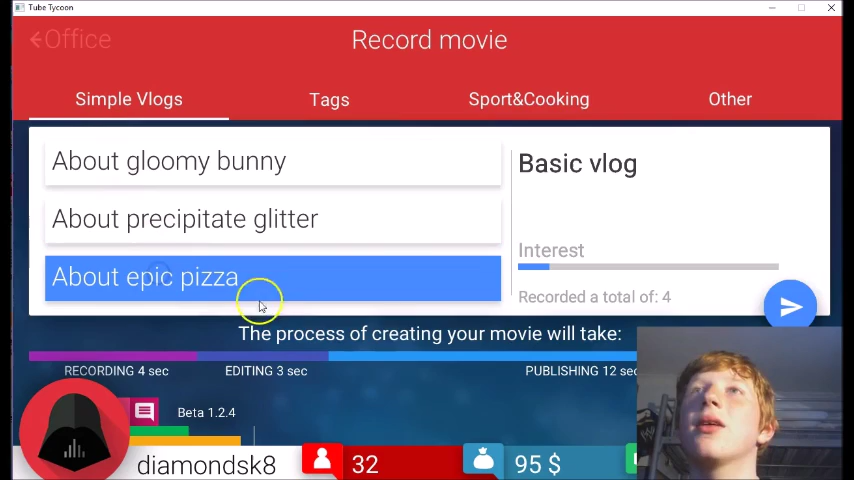 Tube Tycoon
Office
Record movie
Simple Vlogs
Tags
Sport&Cooking
Other
About gloomy bunny
About precipitate glitter
About epic pizza
Basic vlog
Interest
Recorded a total of: 4
The process of creating your movie will take:
RECORDING 4 sec
EDITING 3 sec
PUBLISHING 12 sec
Beta 1.2.4
diamondsk8
32
95 $